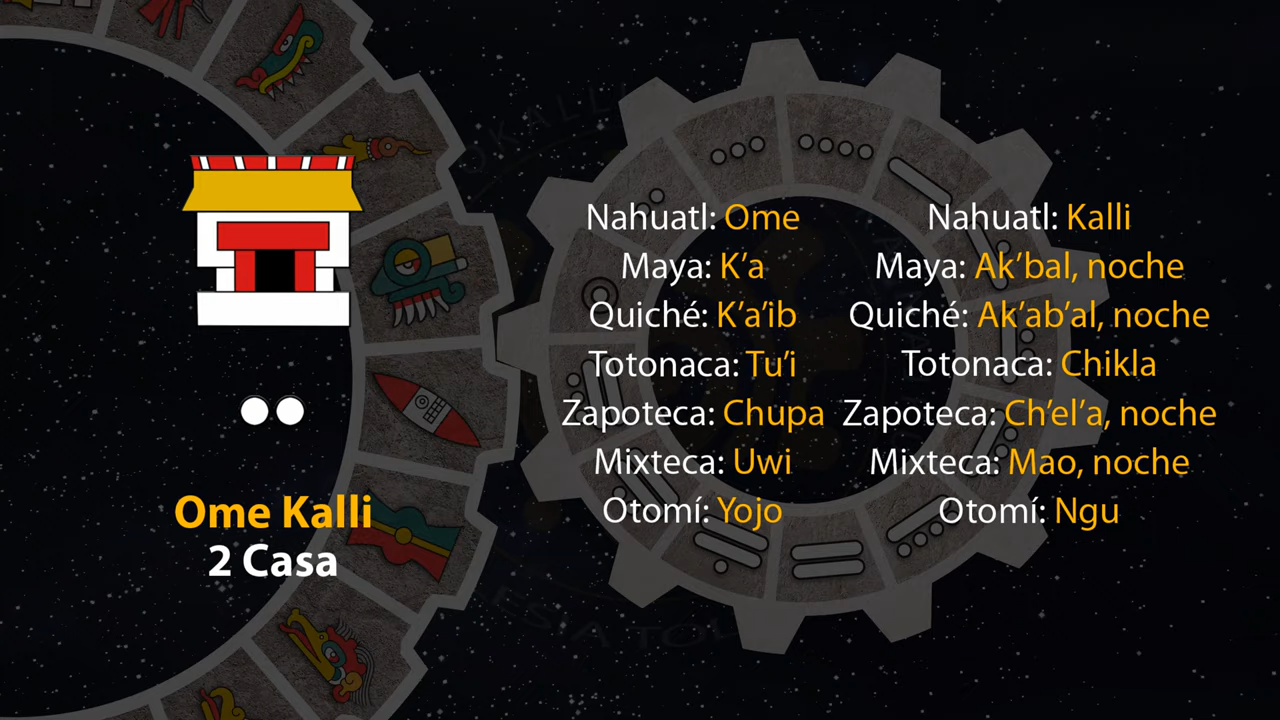 Ome Kalli
2 Casa
Nahuatl: Ome
Maya: K’a
Quiché: K’a’ib
Totonaca: Tu’i
Zapoteca: Chupa
Mixteca: Uwi
Otomí: Yojo
Nahuatl: Kalli
Maya: Ak’bal, noche
Quiché: Ak’ab’al, noche
Totonaca: Chikla
Zapoteca: Ch’el’a, noche
Mixteca: Mao, noche
Otomí: Ngu